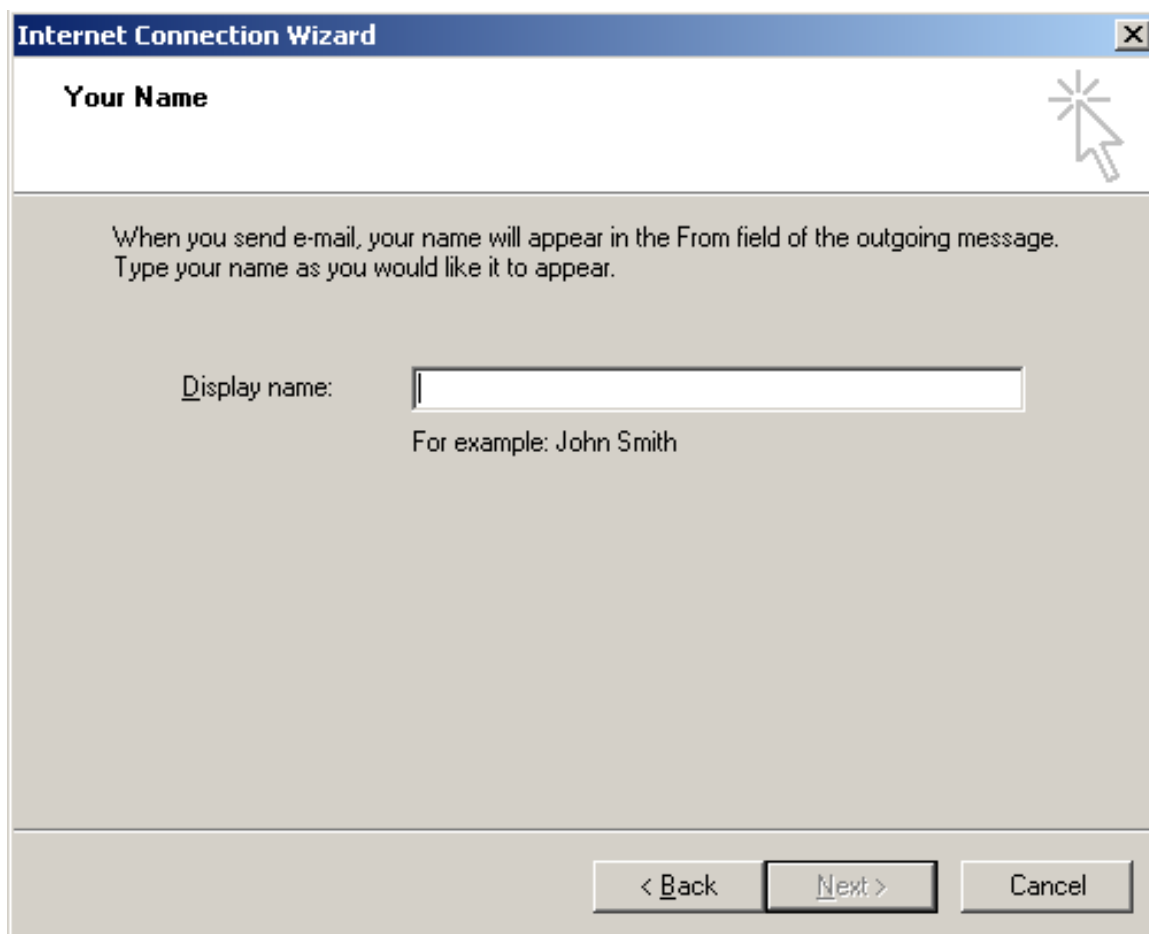 Internet Connection Wizard
Your Name
When you send e-mail, your name will appear in the From field of the outgoing message.
Type your name as you would like it to appear.
Display name:
For example: John Smith
< Back Next > Cancel